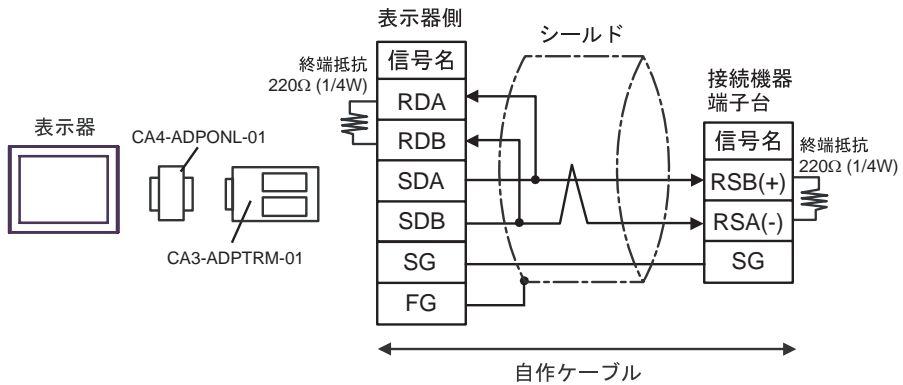 表示器
CA4-ADPONL-01
CA3-ADPTRM-01
終端抵抗
220Ω (1/4W)
表示器側
信号名
RDA
RDB
SDA
SDB
SG
FG
シールド
接続機器
端子台
信号名
RSB(+)
RSA(-)
SG
終端抵抗
220Ω (1/4W)
自作ケーブル